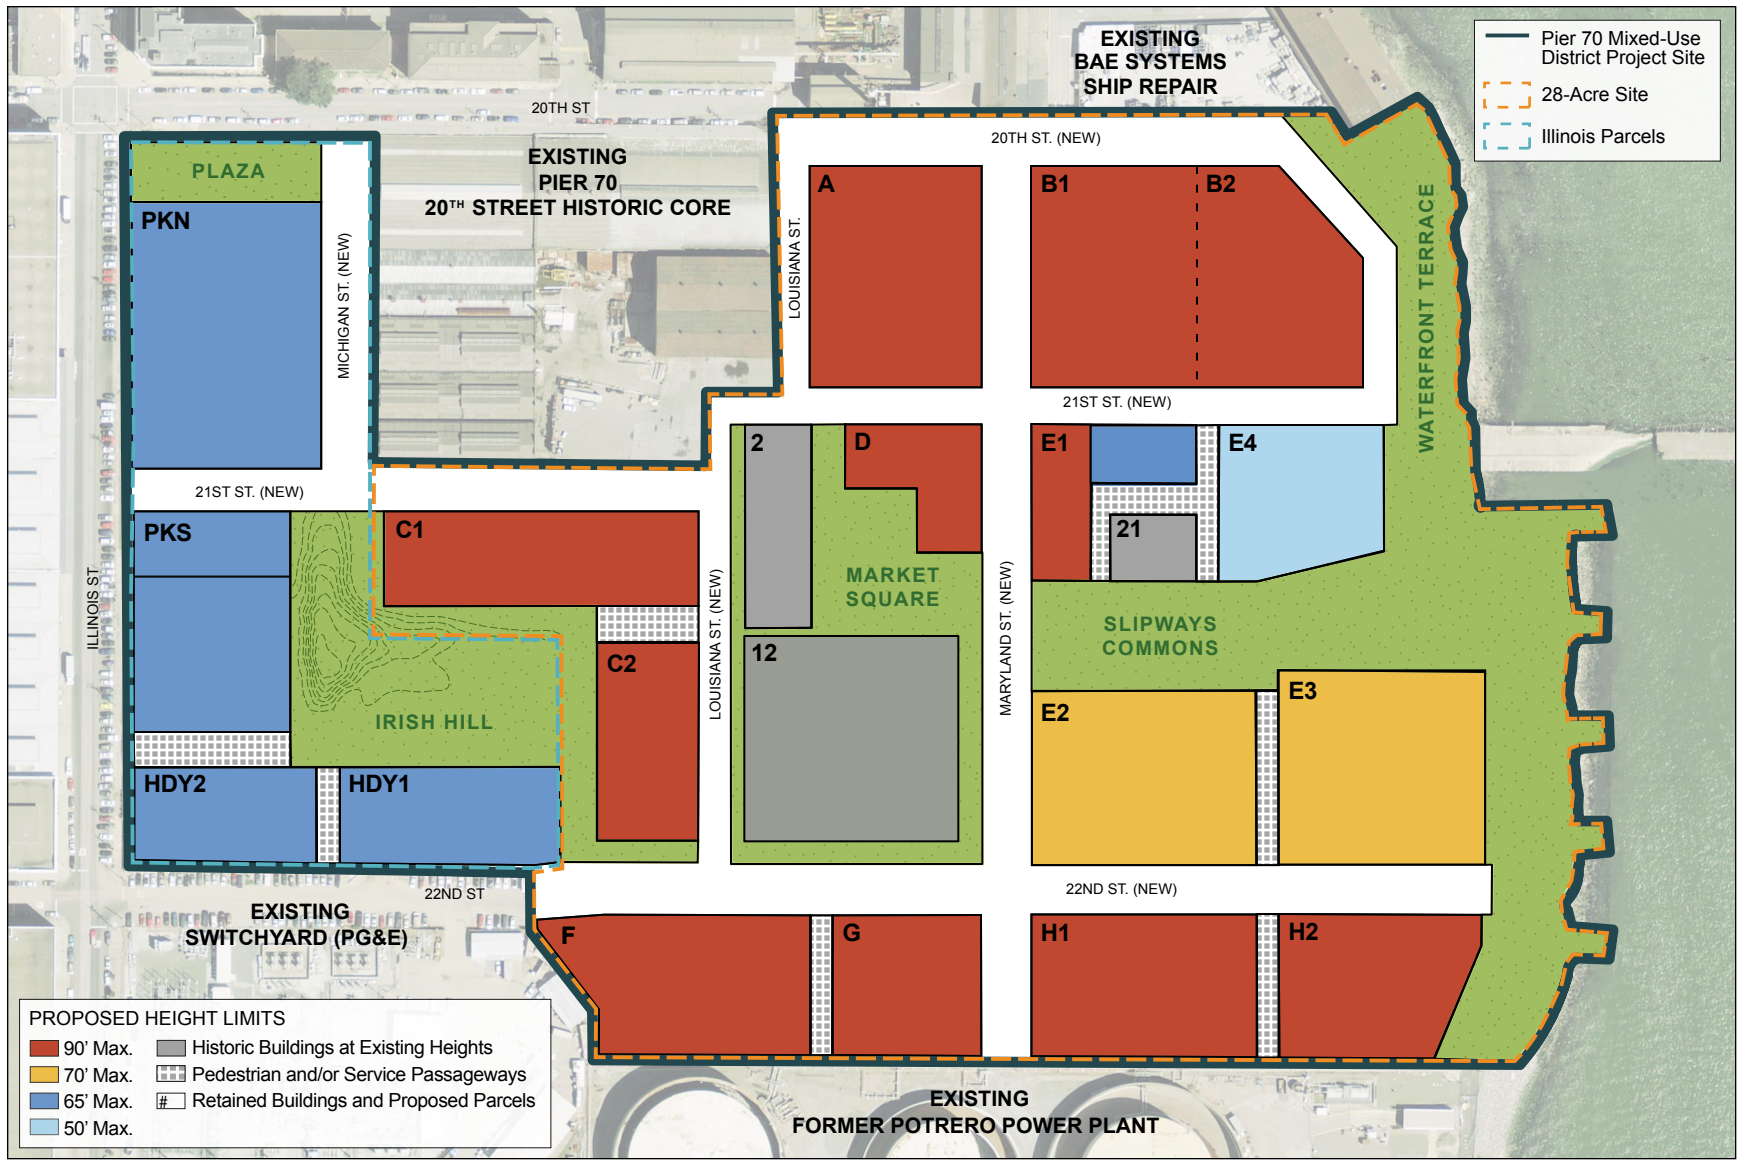 EXISTING
BAE SYSTEMS
SHIP REPAIR
Pier 70 Mixed-Use
District Project Site
28-Acre Site
Illinois Parcels
20TH ST
20TH ST. (NEW)
EXISTING
PIER 70
20TH STREET HISTORIC CORE
PLAZA
PKN
MICHIGAN ST. (NEW)
LOUISIANA ST.
A
B1
B2
WATERFRONT TERRACE
21ST ST. (NEW)
2
D
E1
E4
21
21ST ST. (NEW)
PKS
C1
ILLINOIS ST
MARKET
SQUARE
LOUISIANA ST. (NEW)
MARYLAND ST. (NEW)
SLIPWAYS
COMMONS
12
C2
IRISH HILL
E2
E3
HDY2
HDY1
22ND ST
22ND ST. (NEW)
EXISTING
SWITCHYARD (PG&E)
F
G
H1
H2
PROPOSED HEIGHT LIMITS
90' Max.
70' Max.
65' Max.
50' Max.
Historic Buildings at Existing Heights
Pedestrian and/or Service Passageways
# Retained Buildings and Proposed Parcels
EXISTING
FORMER POTRERO POWER PLANT